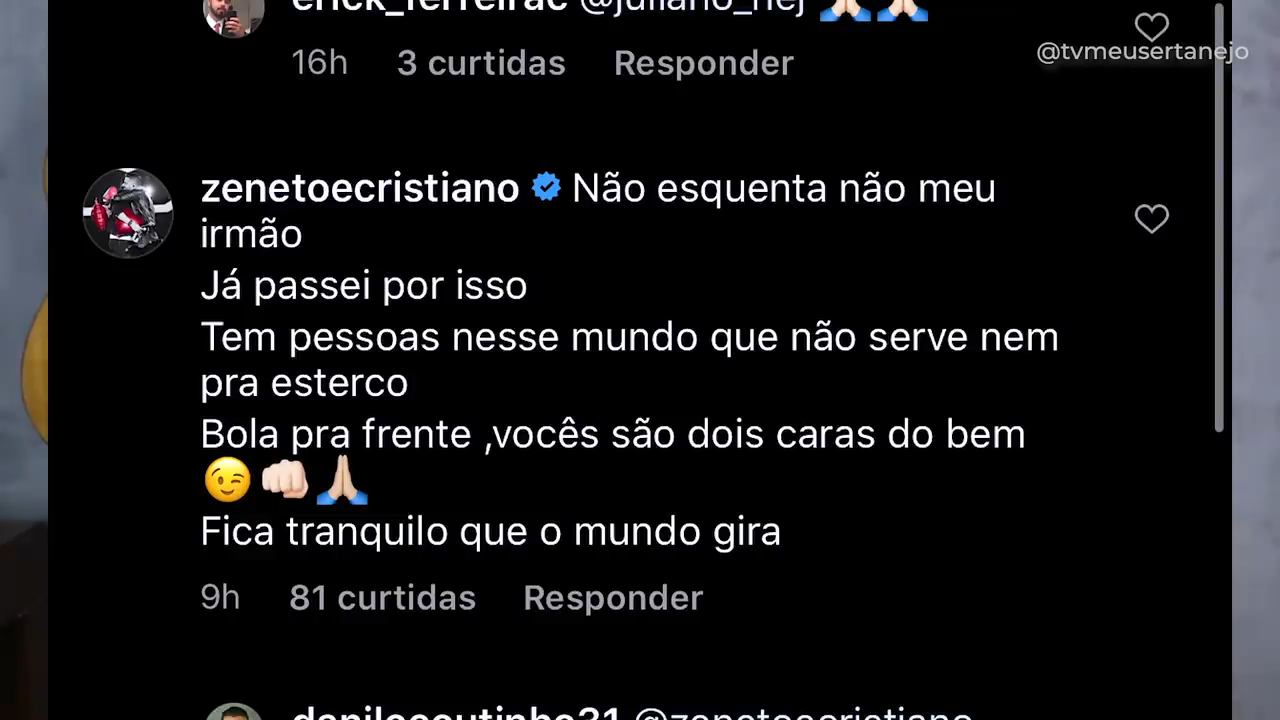 erick_ferreirac @juliano_hej 🙏🏻🙏🏻
@tvmeusertanejo
16h 3 curtidas Responder
zenetoecristiano Não esquenta não meu
irmão
Já passei por isso
Tem pessoas nesse mundo que não serve nem
pra esterco
Bola pra frente ,vocês são dois caras do bem
😉👊🏻🙏🏻
Fica tranquilo que o mundo gira
9h 81 curtidas Responder
danilocoutinho31 @zenetoecristiano